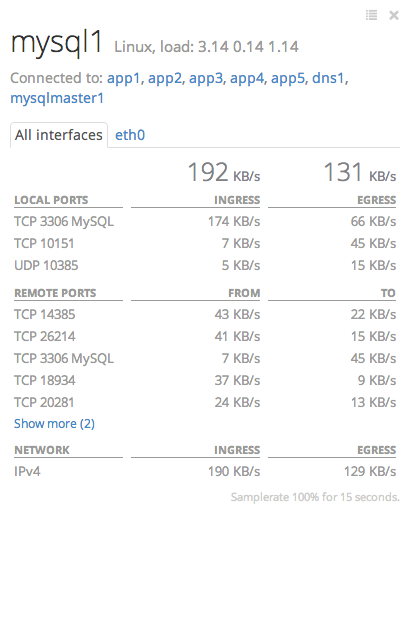 mysql1 Linux, load: 3.14 0.14 1.14
Connected to: app1, app2, app3, app4, app5, dns1,
mysqlmaster1
All interfaces eth0
192 KB/s 131 KB/s
LOCAL PORTS INGRESS EGRESS
TCP 3306 MySQL 174 KB/s 66 KB/s
TCP 10151 7 KB/s 45 KB/s
UDP 10385 5 KB/s 15 KB/s
REMOTE PORTS FROM TO
TCP 14385 43 KB/s 22 KB/s
TCP 26214 41 KB/s 15 KB/s
TCP 3306 MySQL 7 KB/s 45 KB/s
TCP 18934 37 KB/s 9 KB/s
TCP 20281 24 KB/s 13 KB/s
Show more (2)
NETWORK INGRESS EGRESS
IPv4 190 KB/s 129 KB/s
Samplerate 100% for 15 seconds.